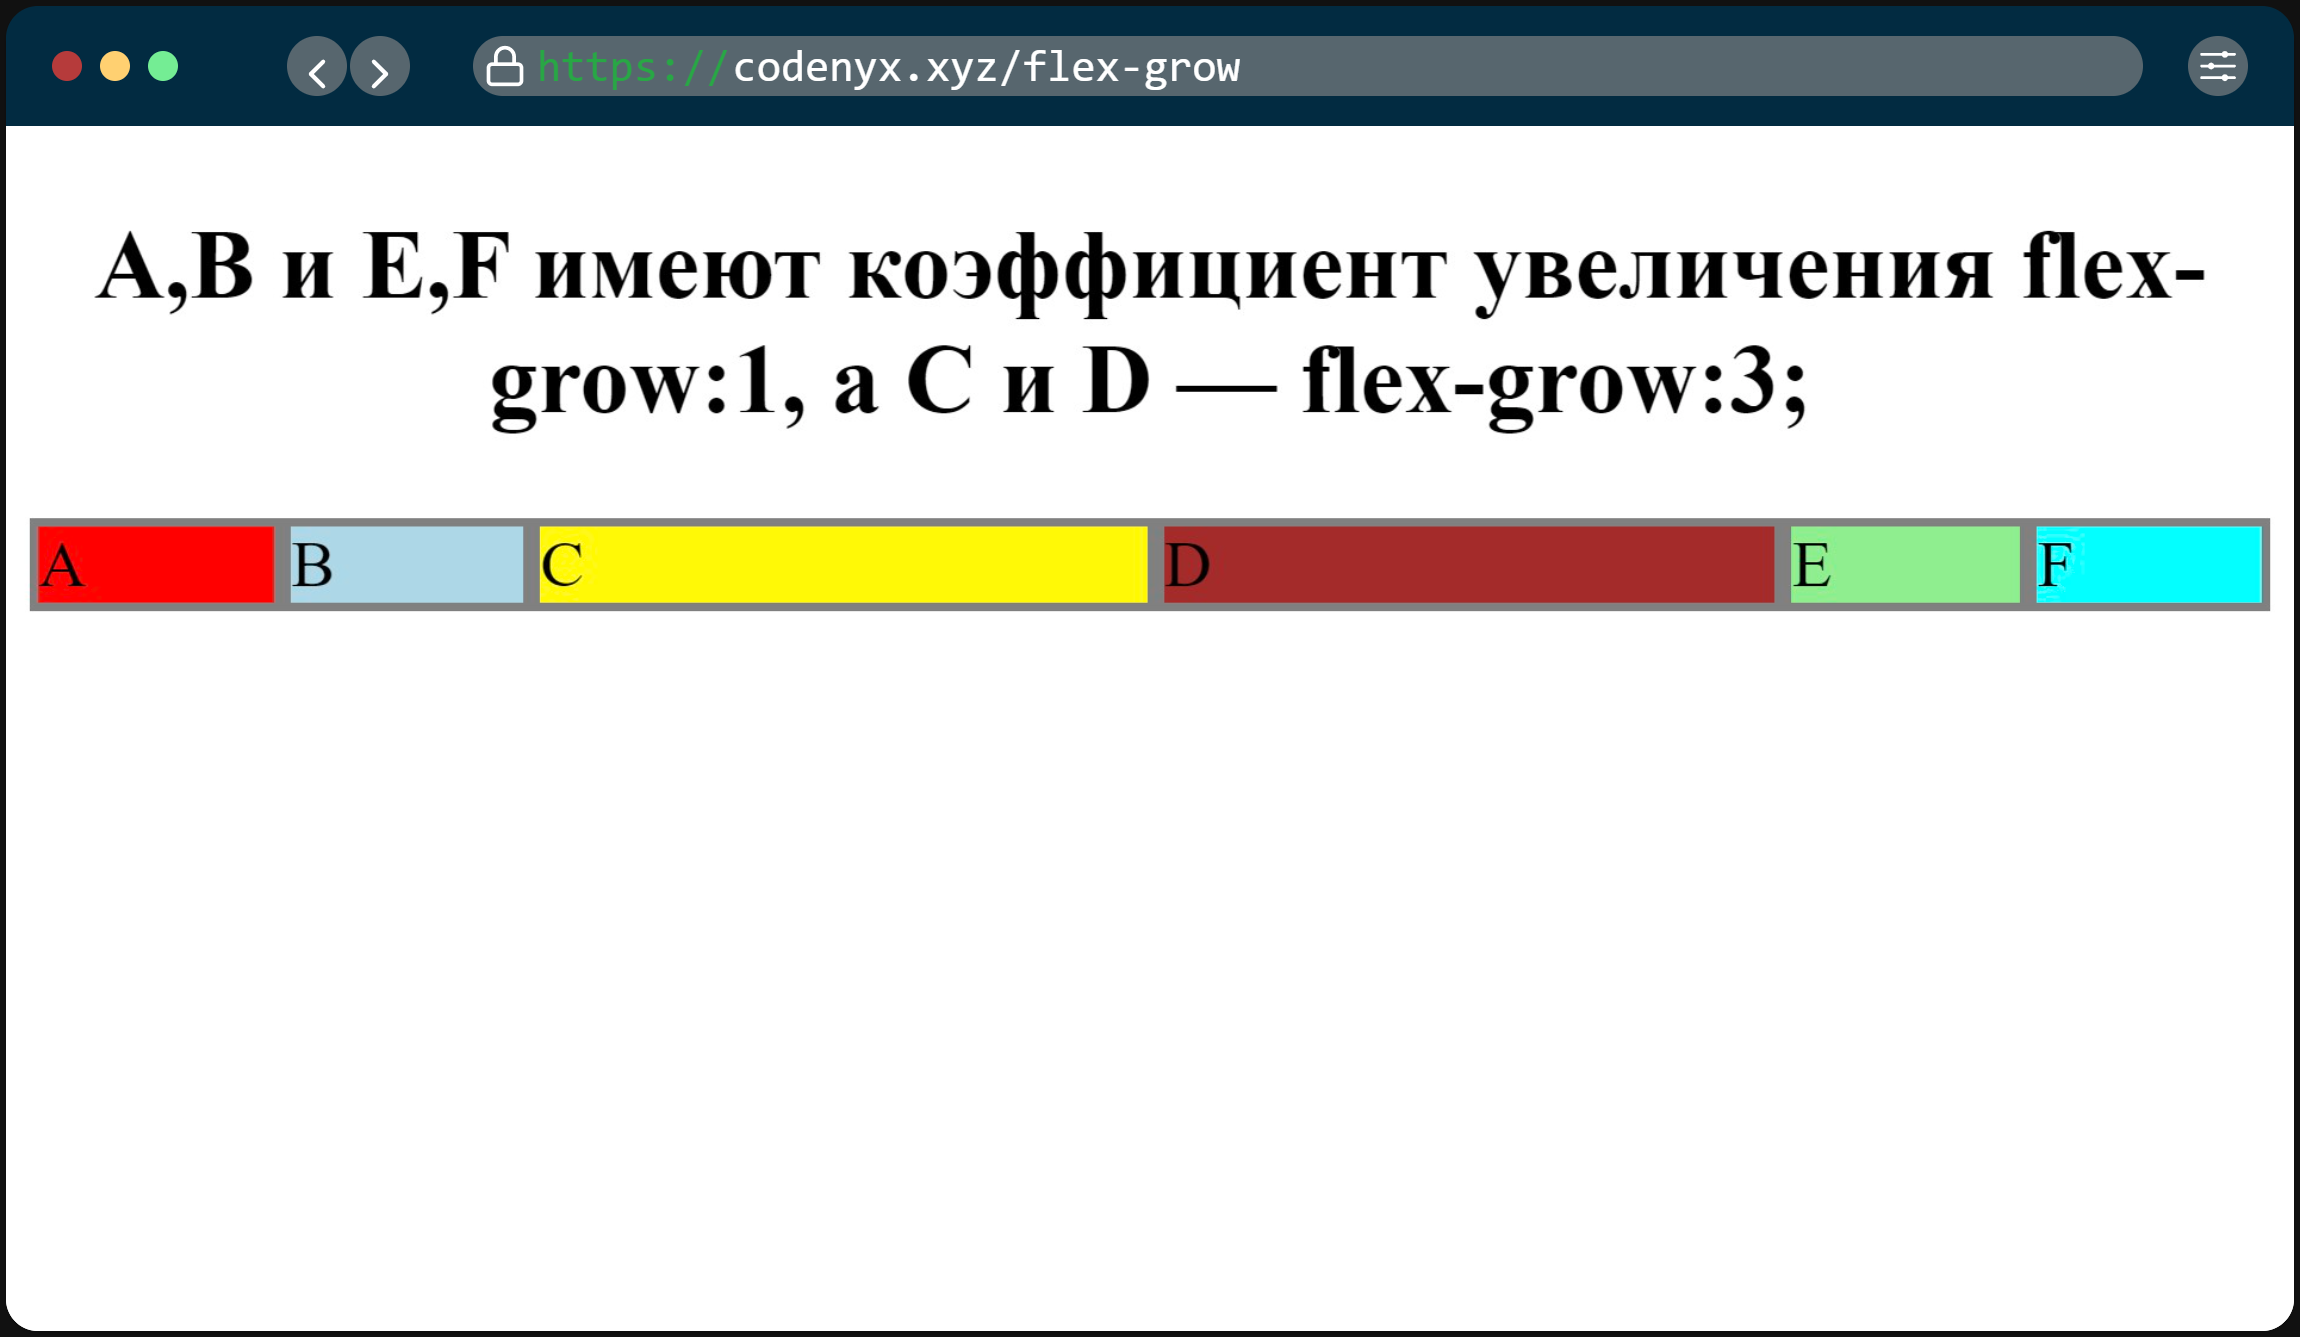 https://codenyx.xyz/flex-grow
A,B и E,F имеют коэффициент увеличения flex-
grow:1, а C и D — flex-grow:3;
A B C D E F